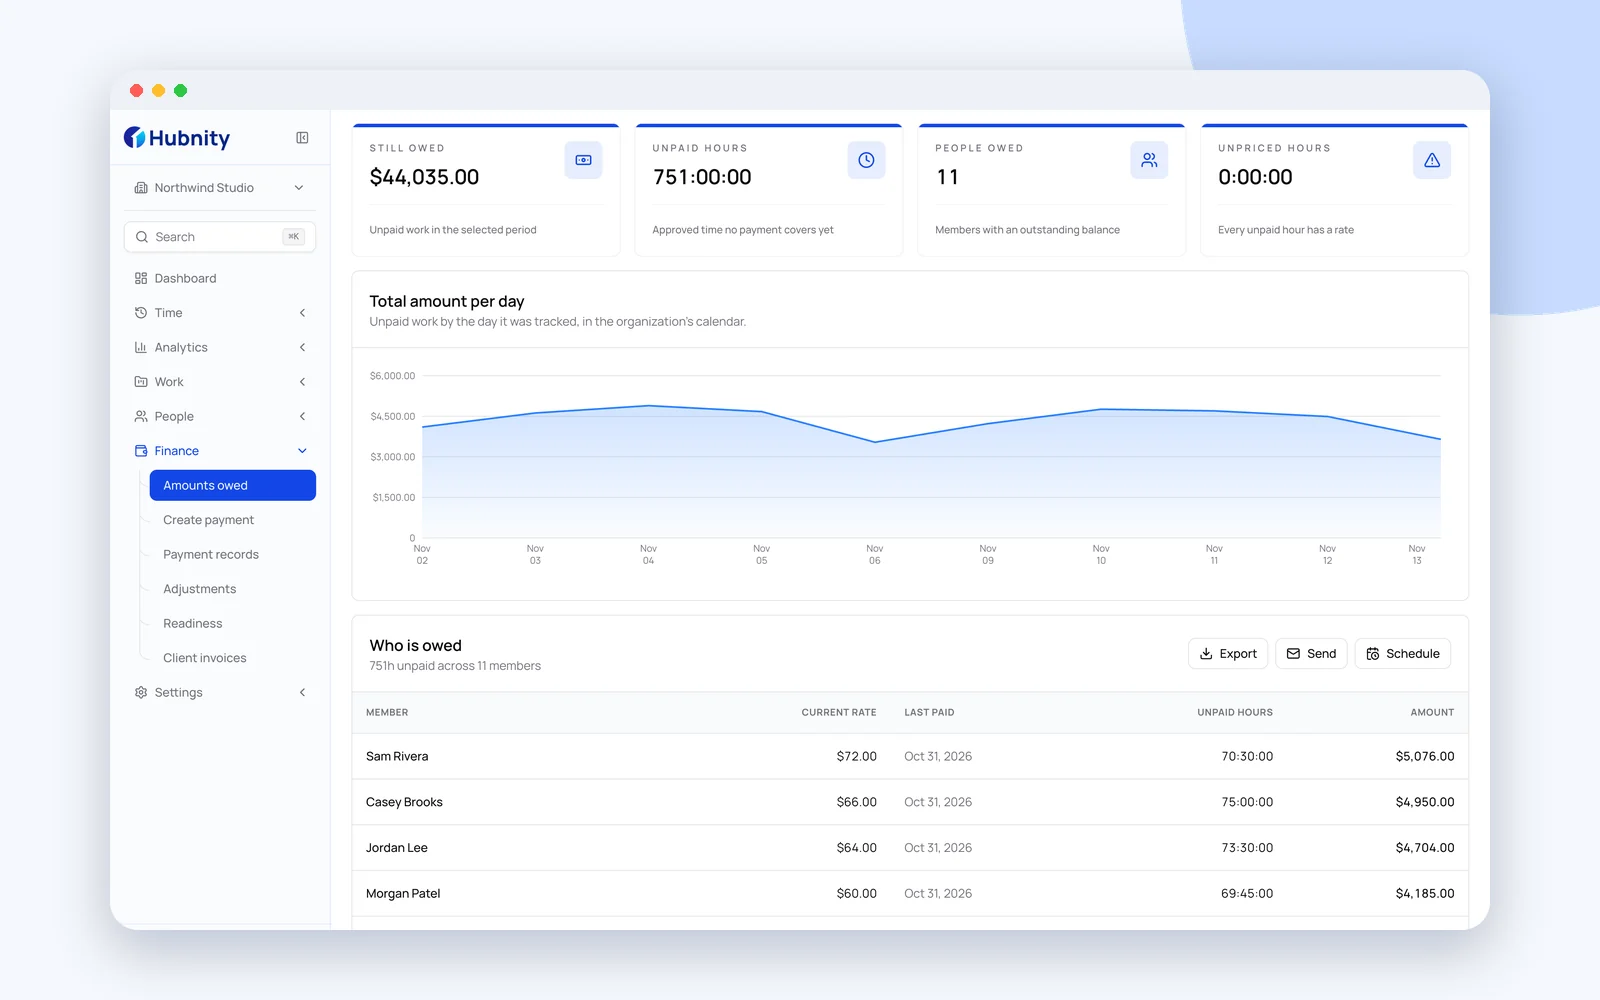 Hubnity
Northwind Studio
Search ⌘K
Dashboard
Time
Analytics
Work
People
Finance
Amounts owed
Create payment
Payment records
Adjustments
Readiness
Client invoices
Settings
STILL OWED
$44,035.00
Unpaid work in the selected period
UNPAID HOURS
751:00:00
Approved time no payment covers yet
PEOPLE OWED
11
Members with an outstanding balance
UNPRICED HOURS
0:00:00
Every unpaid hour has a rate
Total amount per day
Unpaid work by the day it was tracked, in the organization's calendar.
$6,000.00
$4,500.00
$3,000.00
$1,500.00
0
Nov 02
Nov 03
Nov 04
Nov 05
Nov 06
Nov 09
Nov 10
Nov 11
Nov 12
Nov 13
Who is owed
751h unpaid across 11 members
Export Send Schedule
MEMBER CURRENT RATE LAST PAID UNPAID HOURS AMOUNT
Sam Rivera $72.00 Oct 31, 2026 70:30:00 $5,076.00
Casey Brooks $66.00 Oct 31, 2026 75:00:00 $4,950.00
Jordan Lee $64.00 Oct 31, 2026 73:30:00 $4,704.00
Morgan Patel $60.00 Oct 31, 2026 69:45:00 $4,185.00